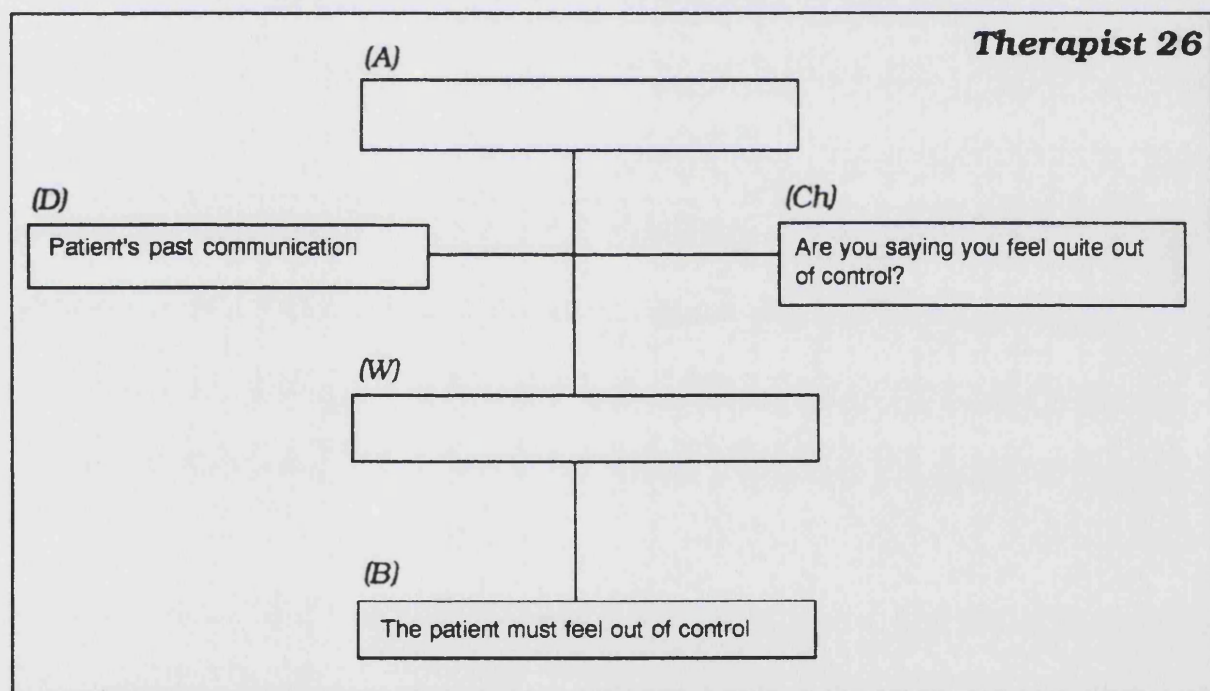 Therapist 26
(A)
(D)
Patient's past communication
(Ch)
Are you saying you feel quite out
of control?
(W)
(B)
The patient must feel out of control